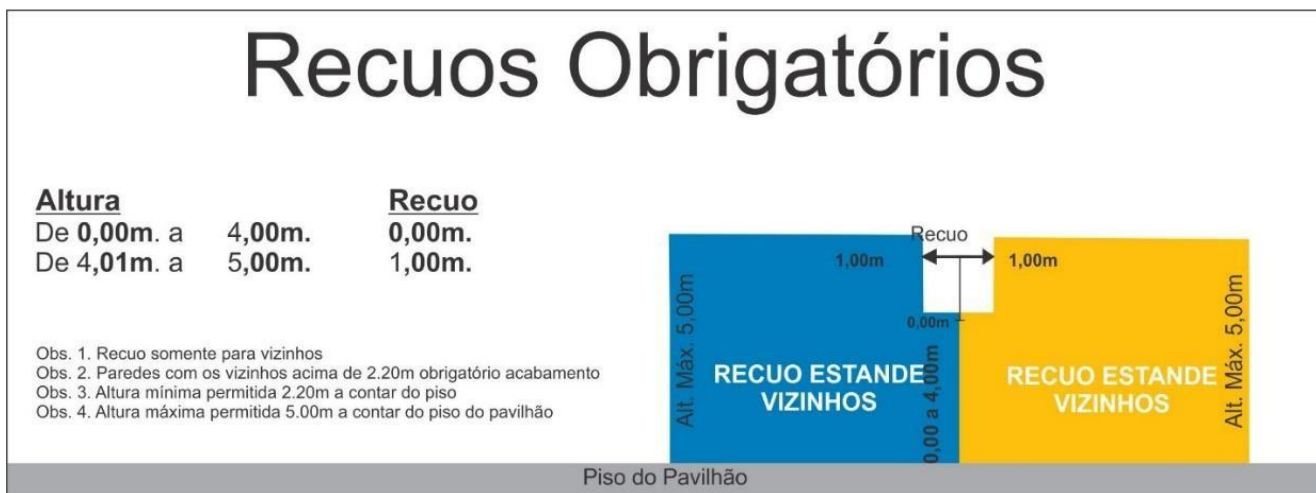 Recuos Obrigatórios
Altura Recuo
De 0,00m. a 4,00m. 0,00m.
De 4,01m. a 5,00m. 1,00m.
Obs. 1. Recuo somente para vizinhos
Obs. 2. Paredes com os vizinhos acima de 2.20m obrigatório acabamento
Obs. 3. Altura mínima permitida 2.20m a contar do piso
Obs. 4. Altura máxima permitida 5.00m a contar do piso do pavilhão
Recuo
1,00m 1,00m
0,00m
Alt. Máx. 5,00m
RECUO ESTANDE
VIZINHOS
0,00 a 4,00m
RECUO ESTANDE
VIZINHOS
Alt. Máx. 5,00m
Piso do Pavilhão